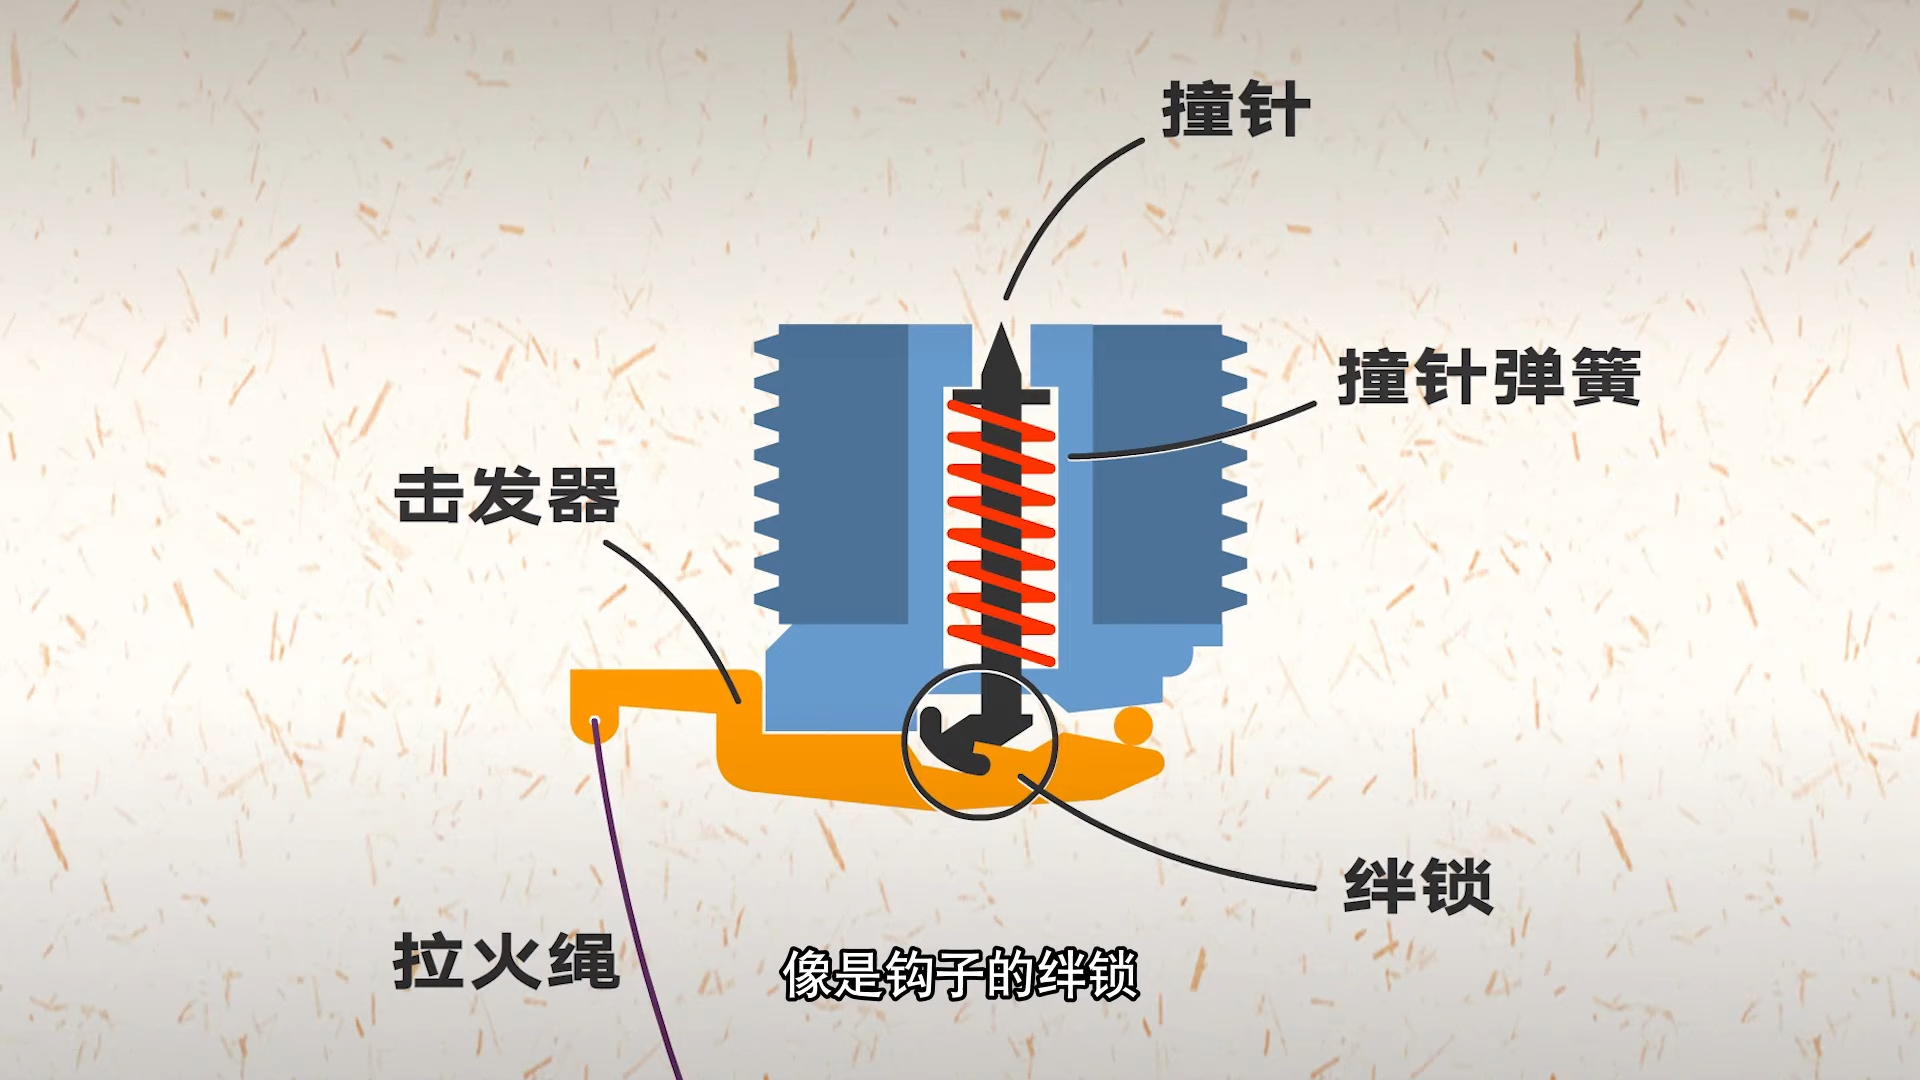 撞针
撞针弹簧
击发器
绊锁
拉火绳
像是钩子的绊锁